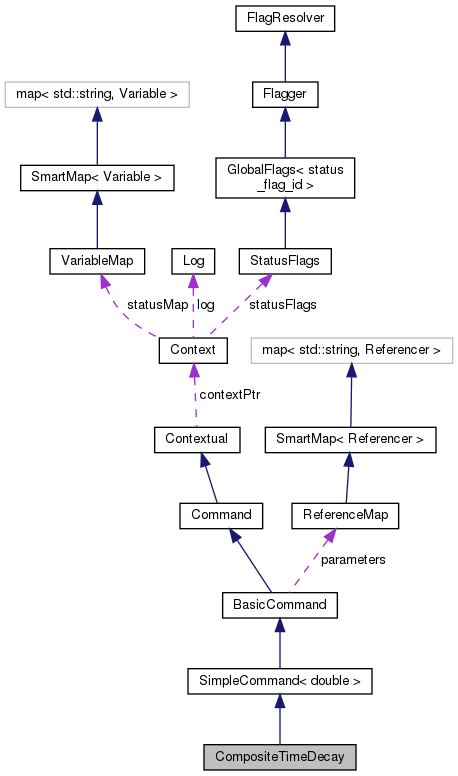 FlagResolver
map< std::string, Variable >
Flagger
SmartMap< Variable >
GlobalFlags< status
_flag_id >
VariableMap
Log
StatusFlags
statusMap
log
statusFlags
Context
map< std::string, Referencer >
contextPtr
Contextual
SmartMap< Referencer >
Command
ReferenceMap
parameters
BasicCommand
SimpleCommand< double >
CompositeTimeDecay